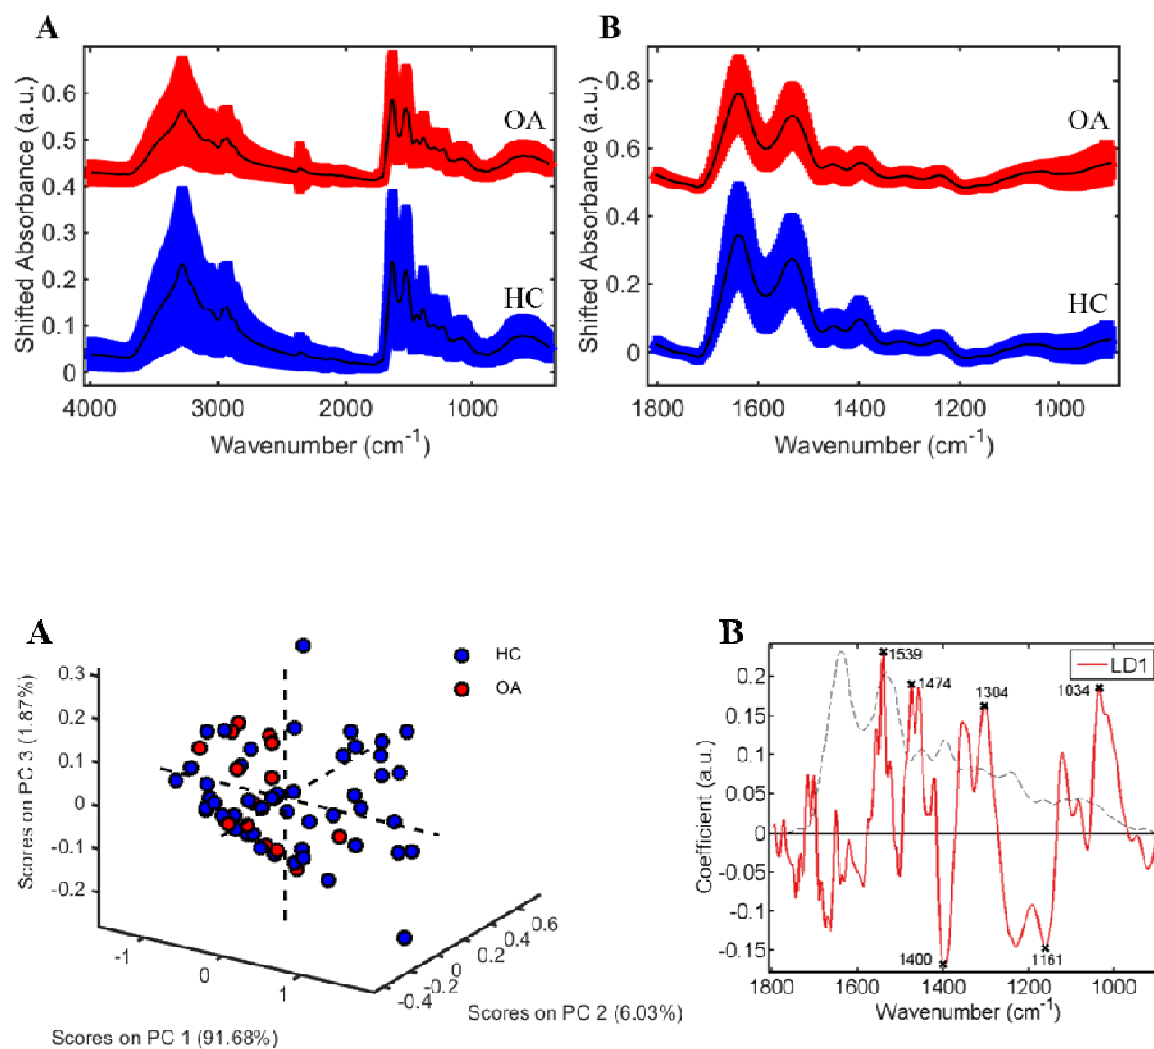 A
Shifted Absorbance (a.u.)
0.6
0.5
0.4
0.3
0.2
0.1
0
OA
HC
4000
3000
2000
1000
Wavenumber (cm⁻¹)
B
Shifted Absorbance (a.u.)
0.8
0.6
0.4
0.2
0
OA
HC
1800
1600
1400
1200
1000
Wavenumber (cm⁻¹)
A
HC
OA
Scores on PC 3 (1.87%)
0.3
0.2
0.1
0
-0.1
-0.2
-1
0
1
Scores on PC 1 (91.68%)
-0.4
-0.2
0
0.2
0.4
0.6
Scores on PC 2 (6.03%)
B
LD1
Coefficient (a.u.)
0.2
0.15
0.1
0.05
0
-0.05
-0.1
-0.15
1539
1474
1304
1034
1400
1161
1800
1600
1400
1200
1000
Wavenumber (cm⁻¹)